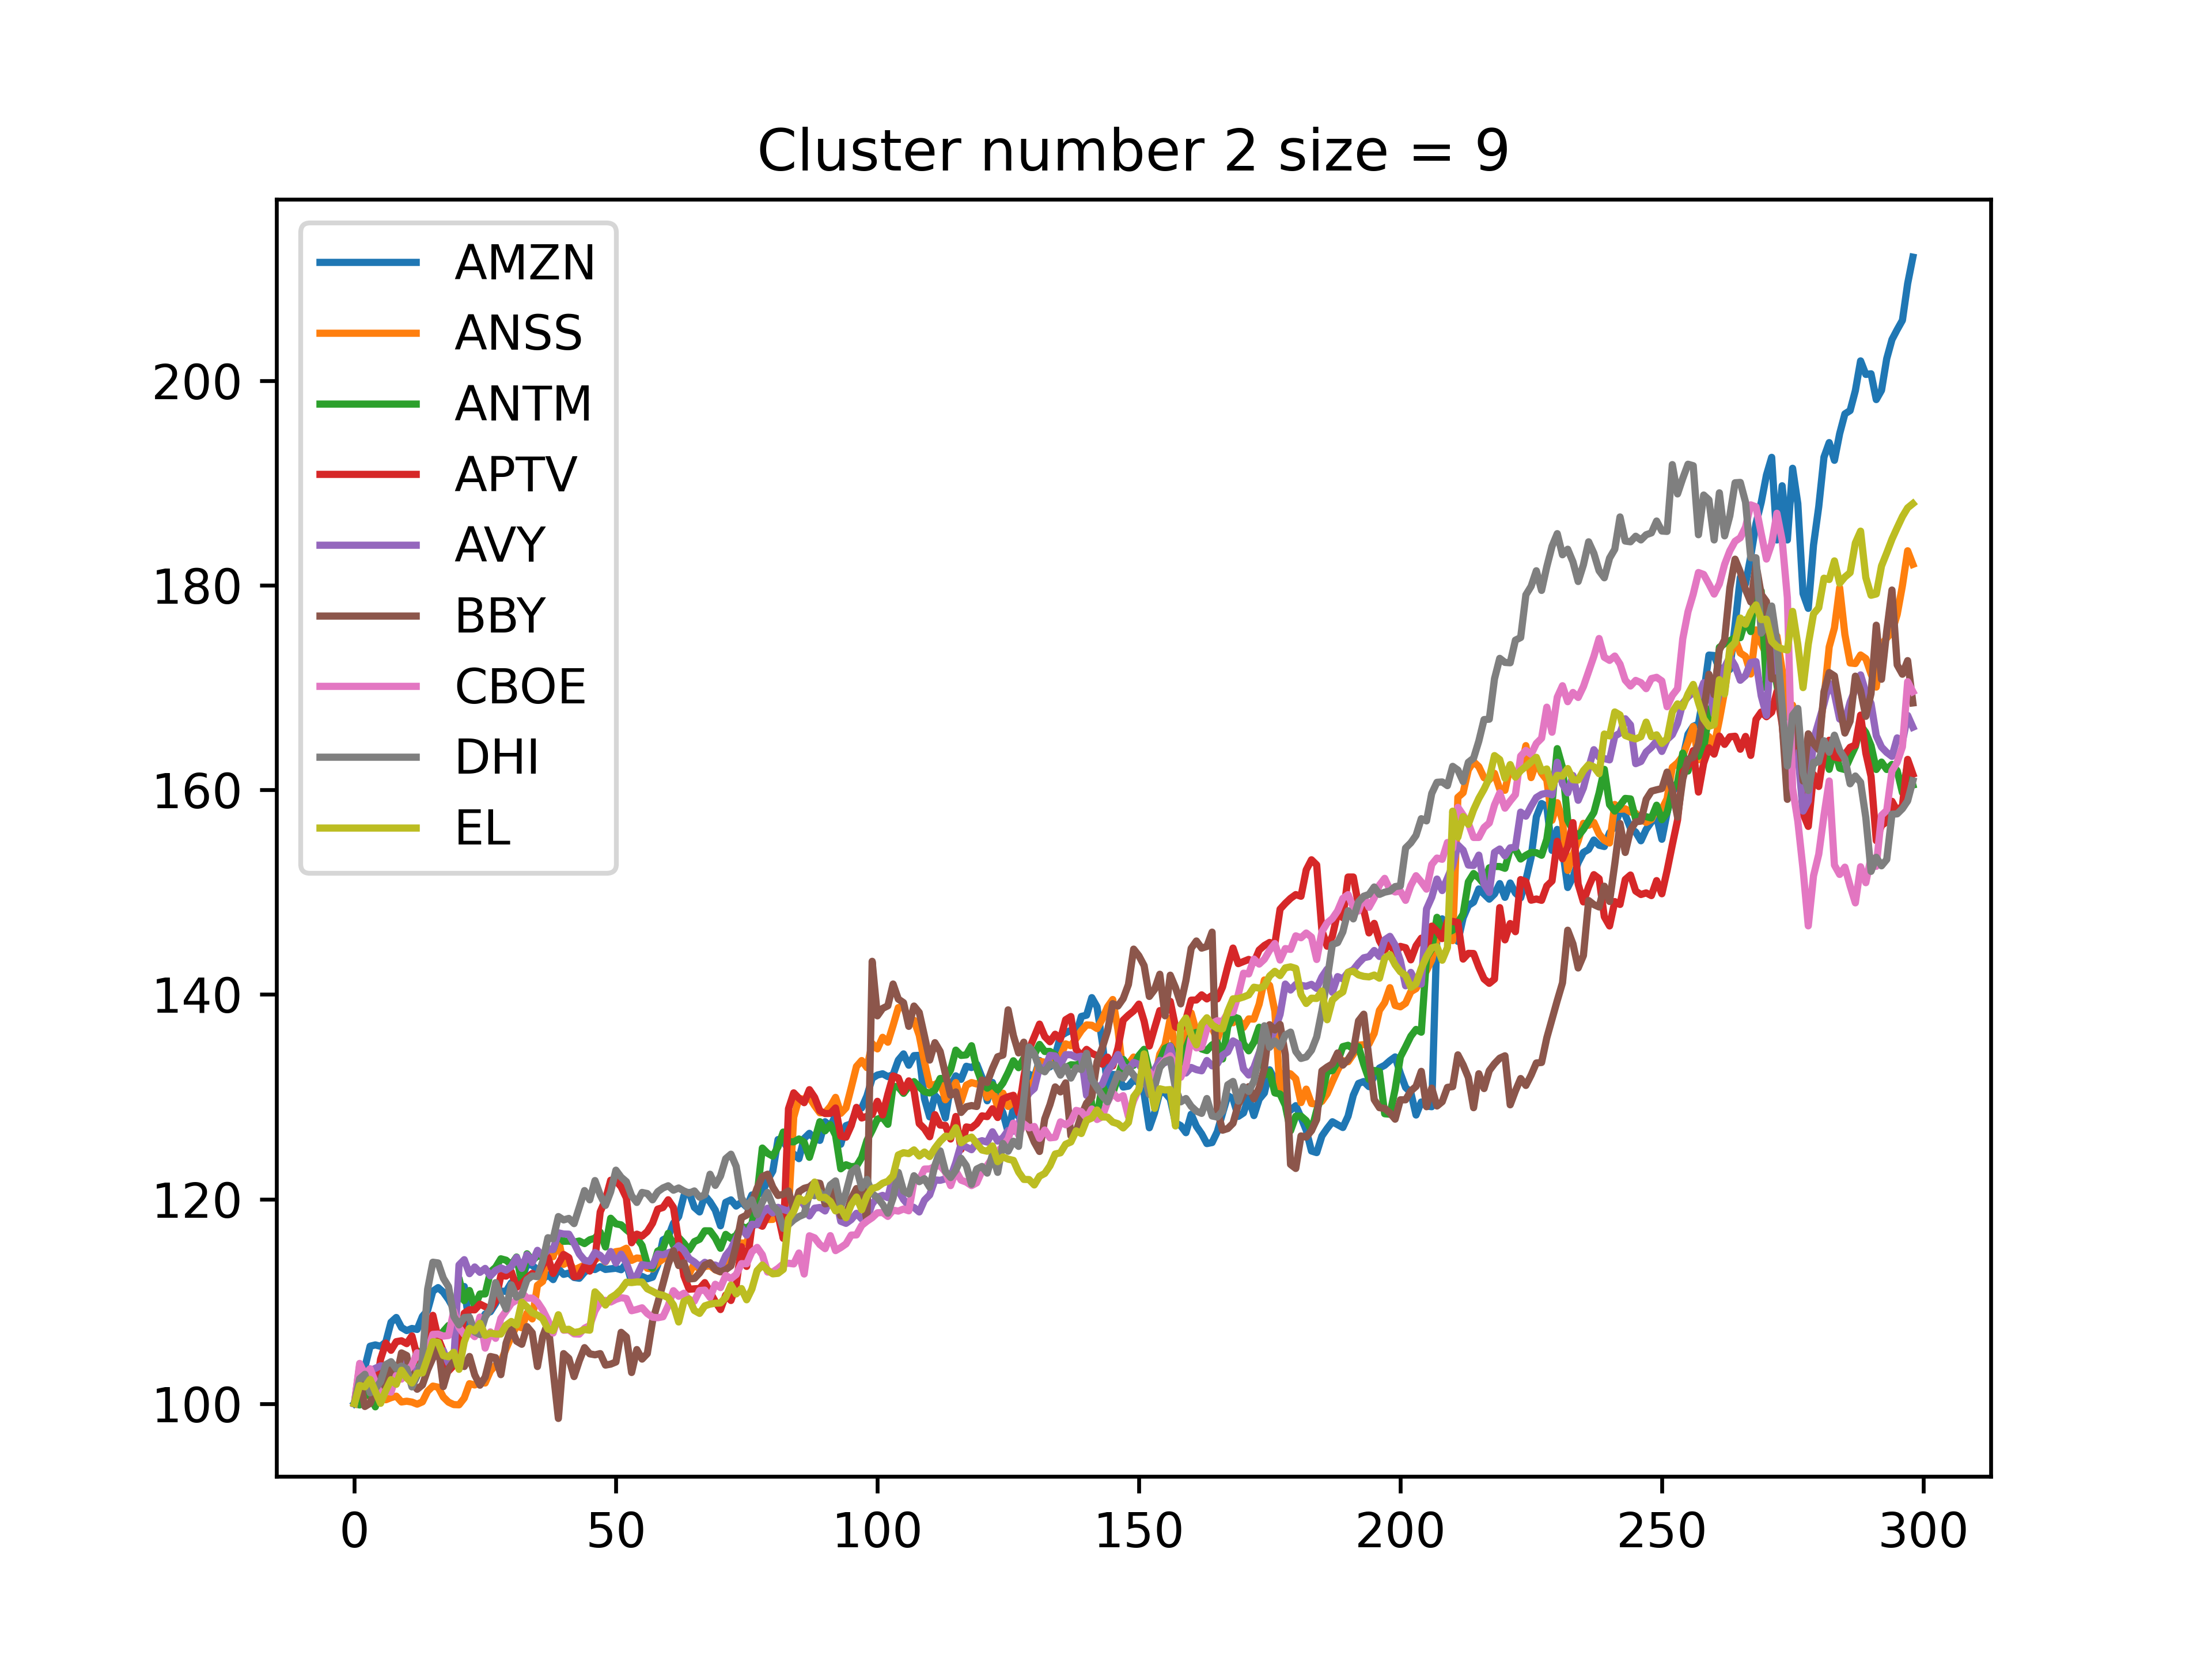 Cluster number 2 size = 9
AMZN
ANSS
ANTM
APTV
AVY
BBY
CBOE
DHI
EL
200
180
160
140
120
100
0 50 100 150 200 250 300